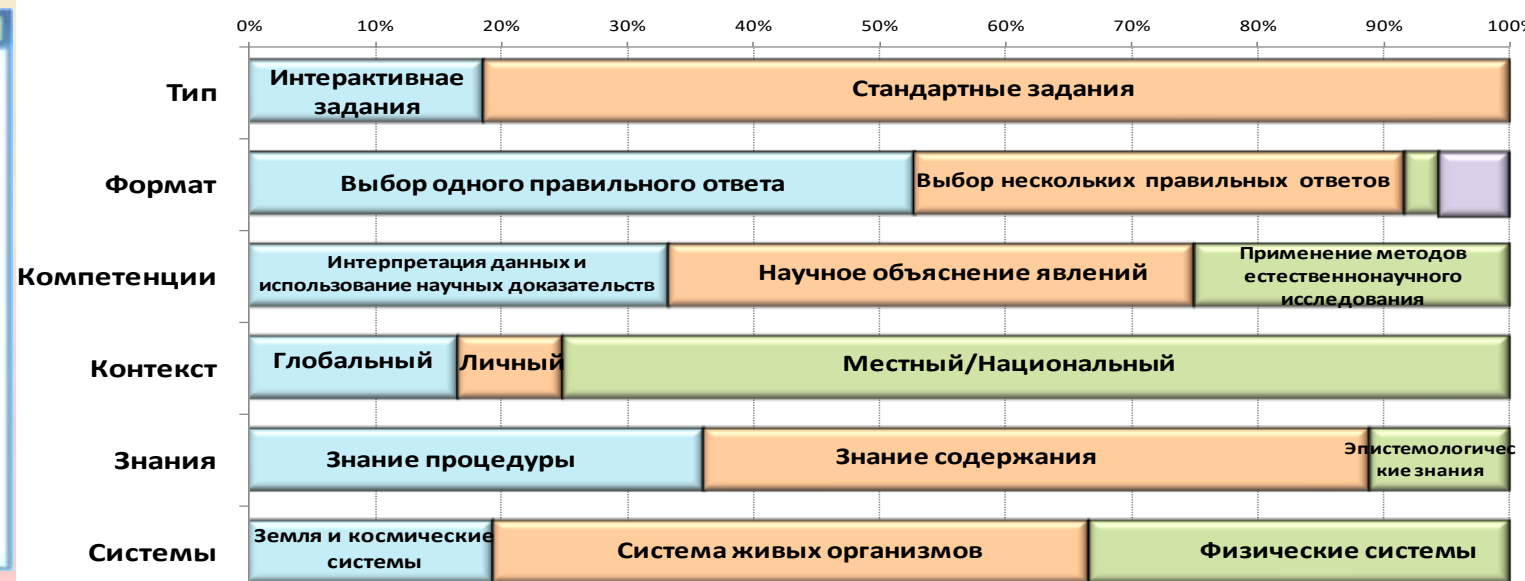 0% 10% 20% 30% 40% 50% 60% 70% 80% 90% 100%
Тип
Интерактивнае
задания
Стандартные задания
Формат
Выбор одного правильного ответа
Выбор нескольких правильных ответов
Компетенции
Интерпретация данных и
использование научных доказательств
Научное объяснение явлений
Применение методов
естественнонаучного
исследования
Контекст
Глобальный
Личный
Местный/Национальный
Знания
Знание процедуры
Знание содержания
Эпистемологичес
кие знания
Системы
Земля и космические
системы
Система живых организмов
Физические системы